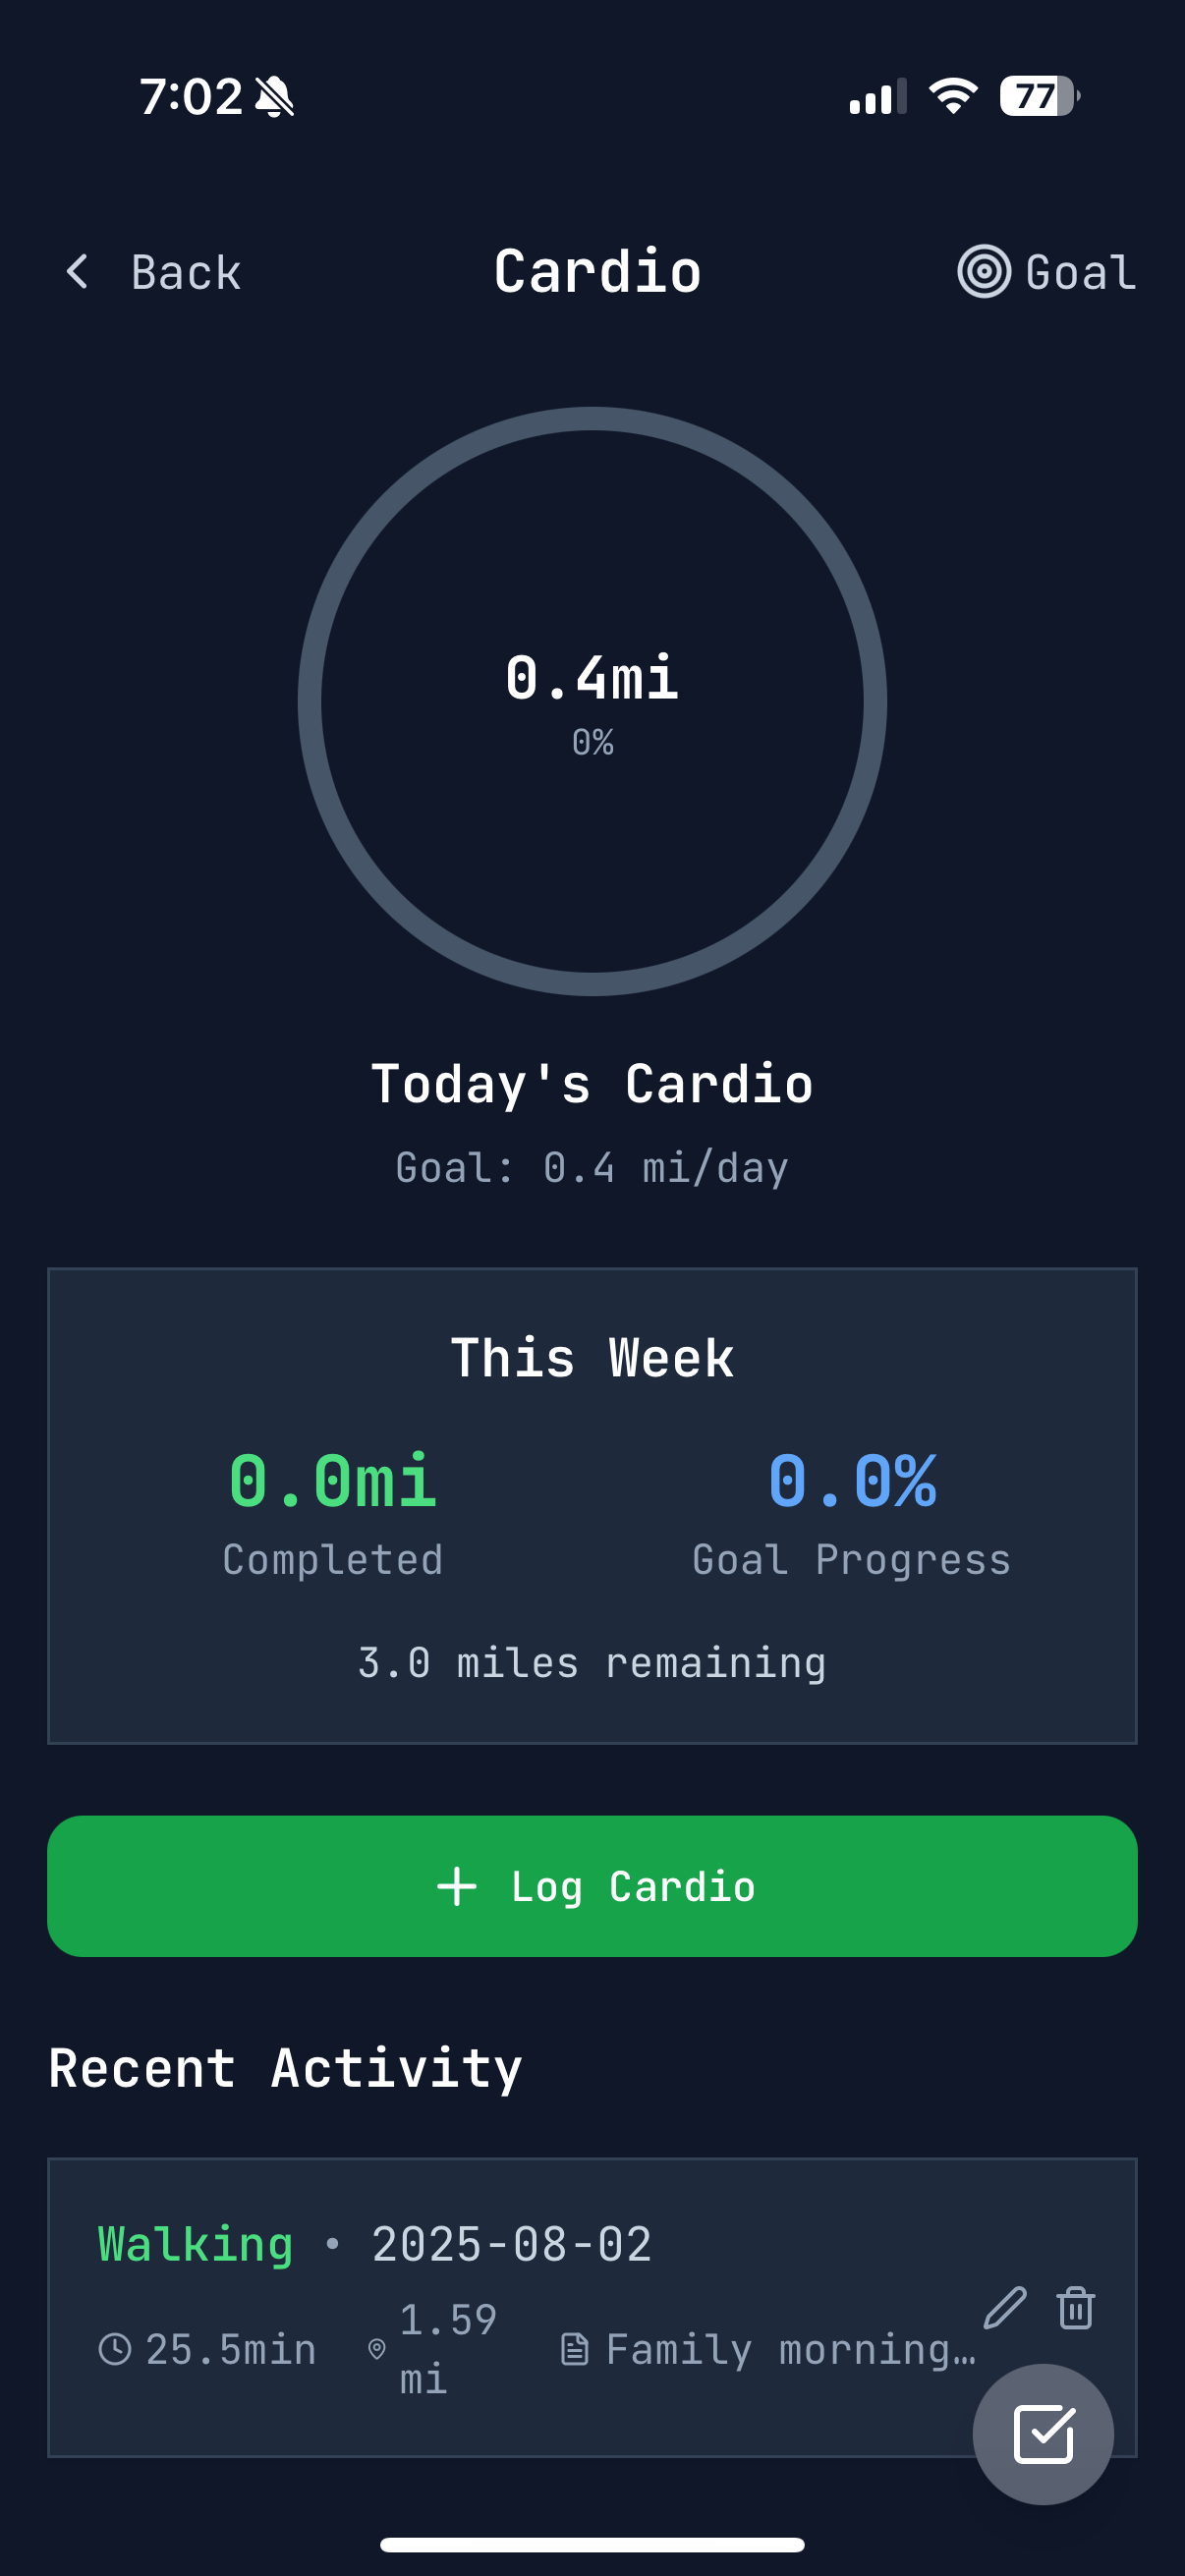 7:02
77
Back
Cardio
Goal
0.4mi
0%
Today's Cardio
Goal: 0.4 mi/day
This Week
0.0mi
0.0%
Completed
Goal Progress
3.0 miles remaining
Log Cardio
Recent Activity
Walking • 2025-08-02
25.5min
1.59
mi
Family morning…